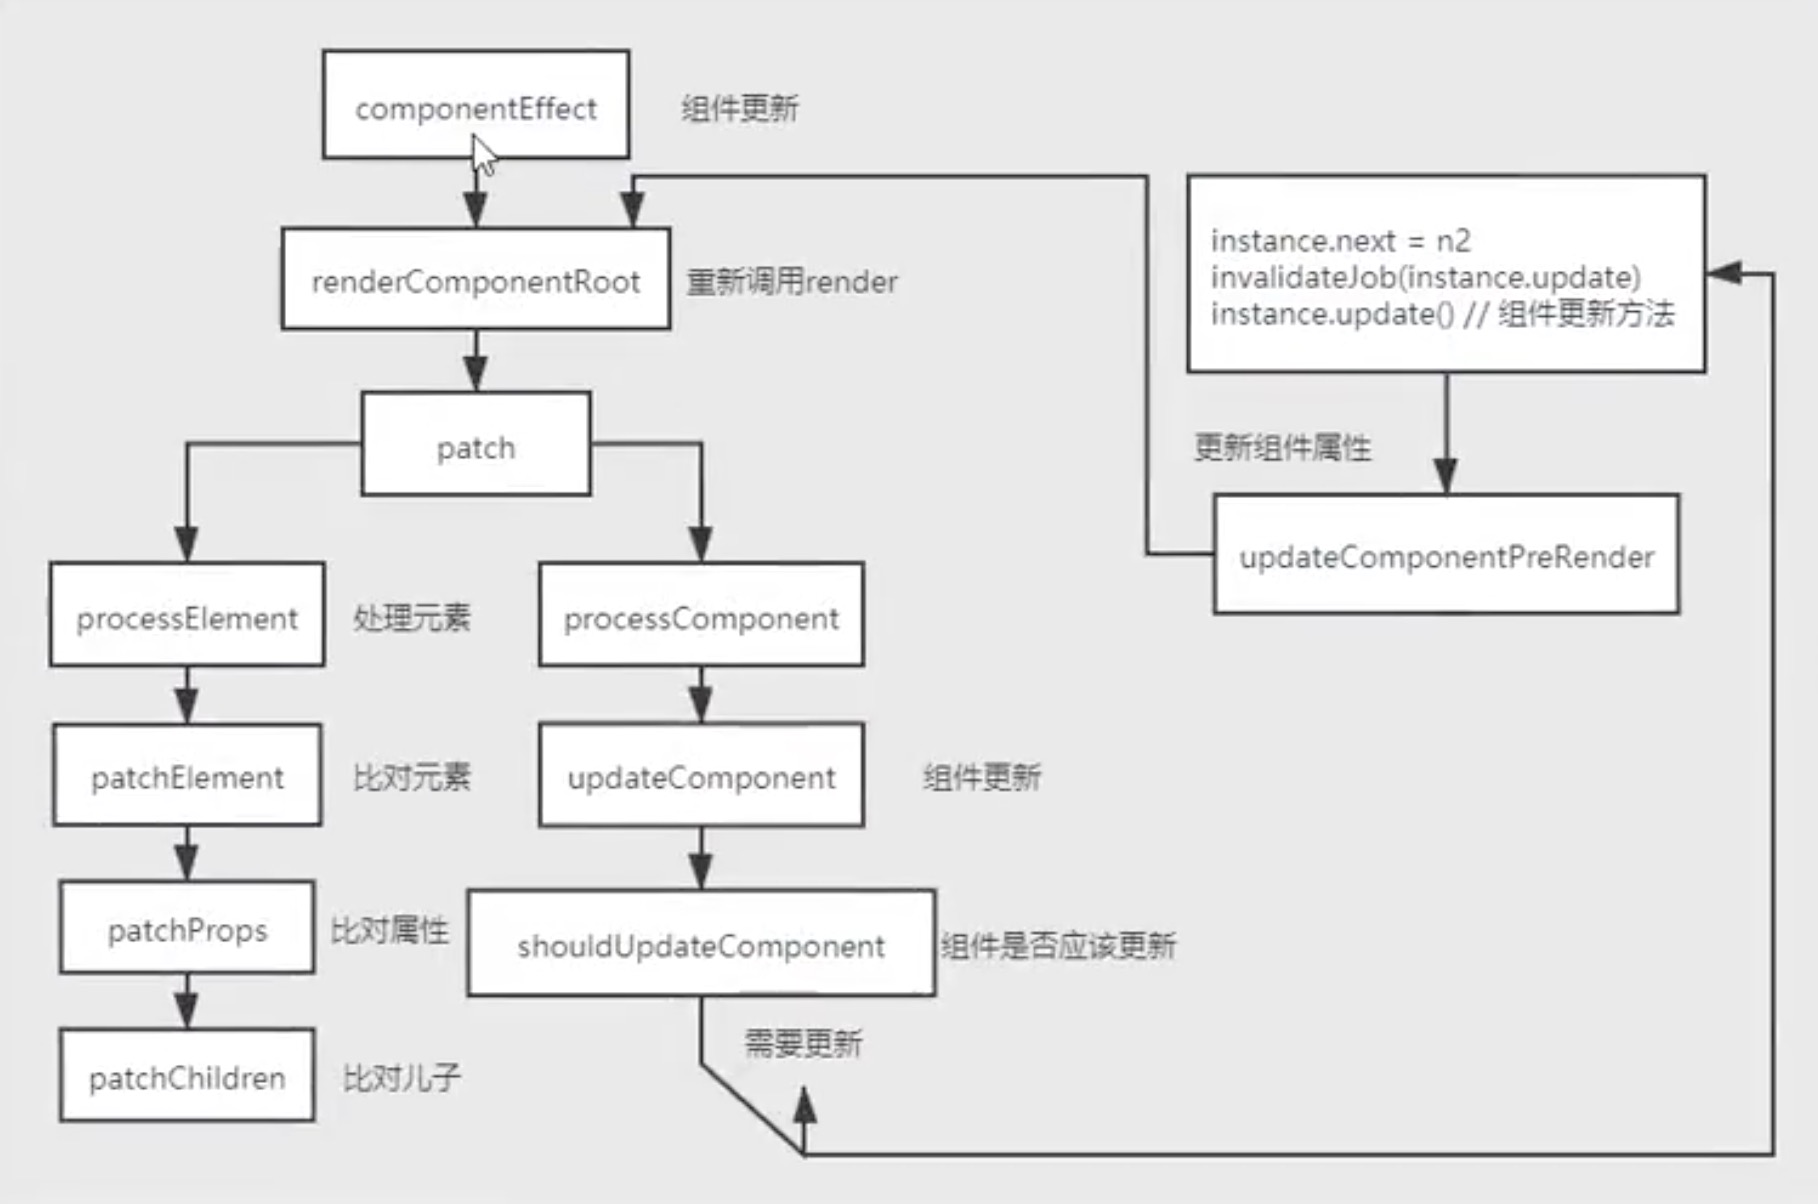 componentEffect
组件更新
renderComponentRoot
重新调用render
patch
processElement
处理元素
processComponent
patchElement
比对元素
updateComponent
组件更新
patchProps
比对属性
shouldUpdateComponent
组件是否应该更新
需要更新
patchChildren
比对儿子
instance.next = n2
invalidateJob(instance.update)
instance.update() // 组件更新方法
更新组件属性
updateComponentPreRender